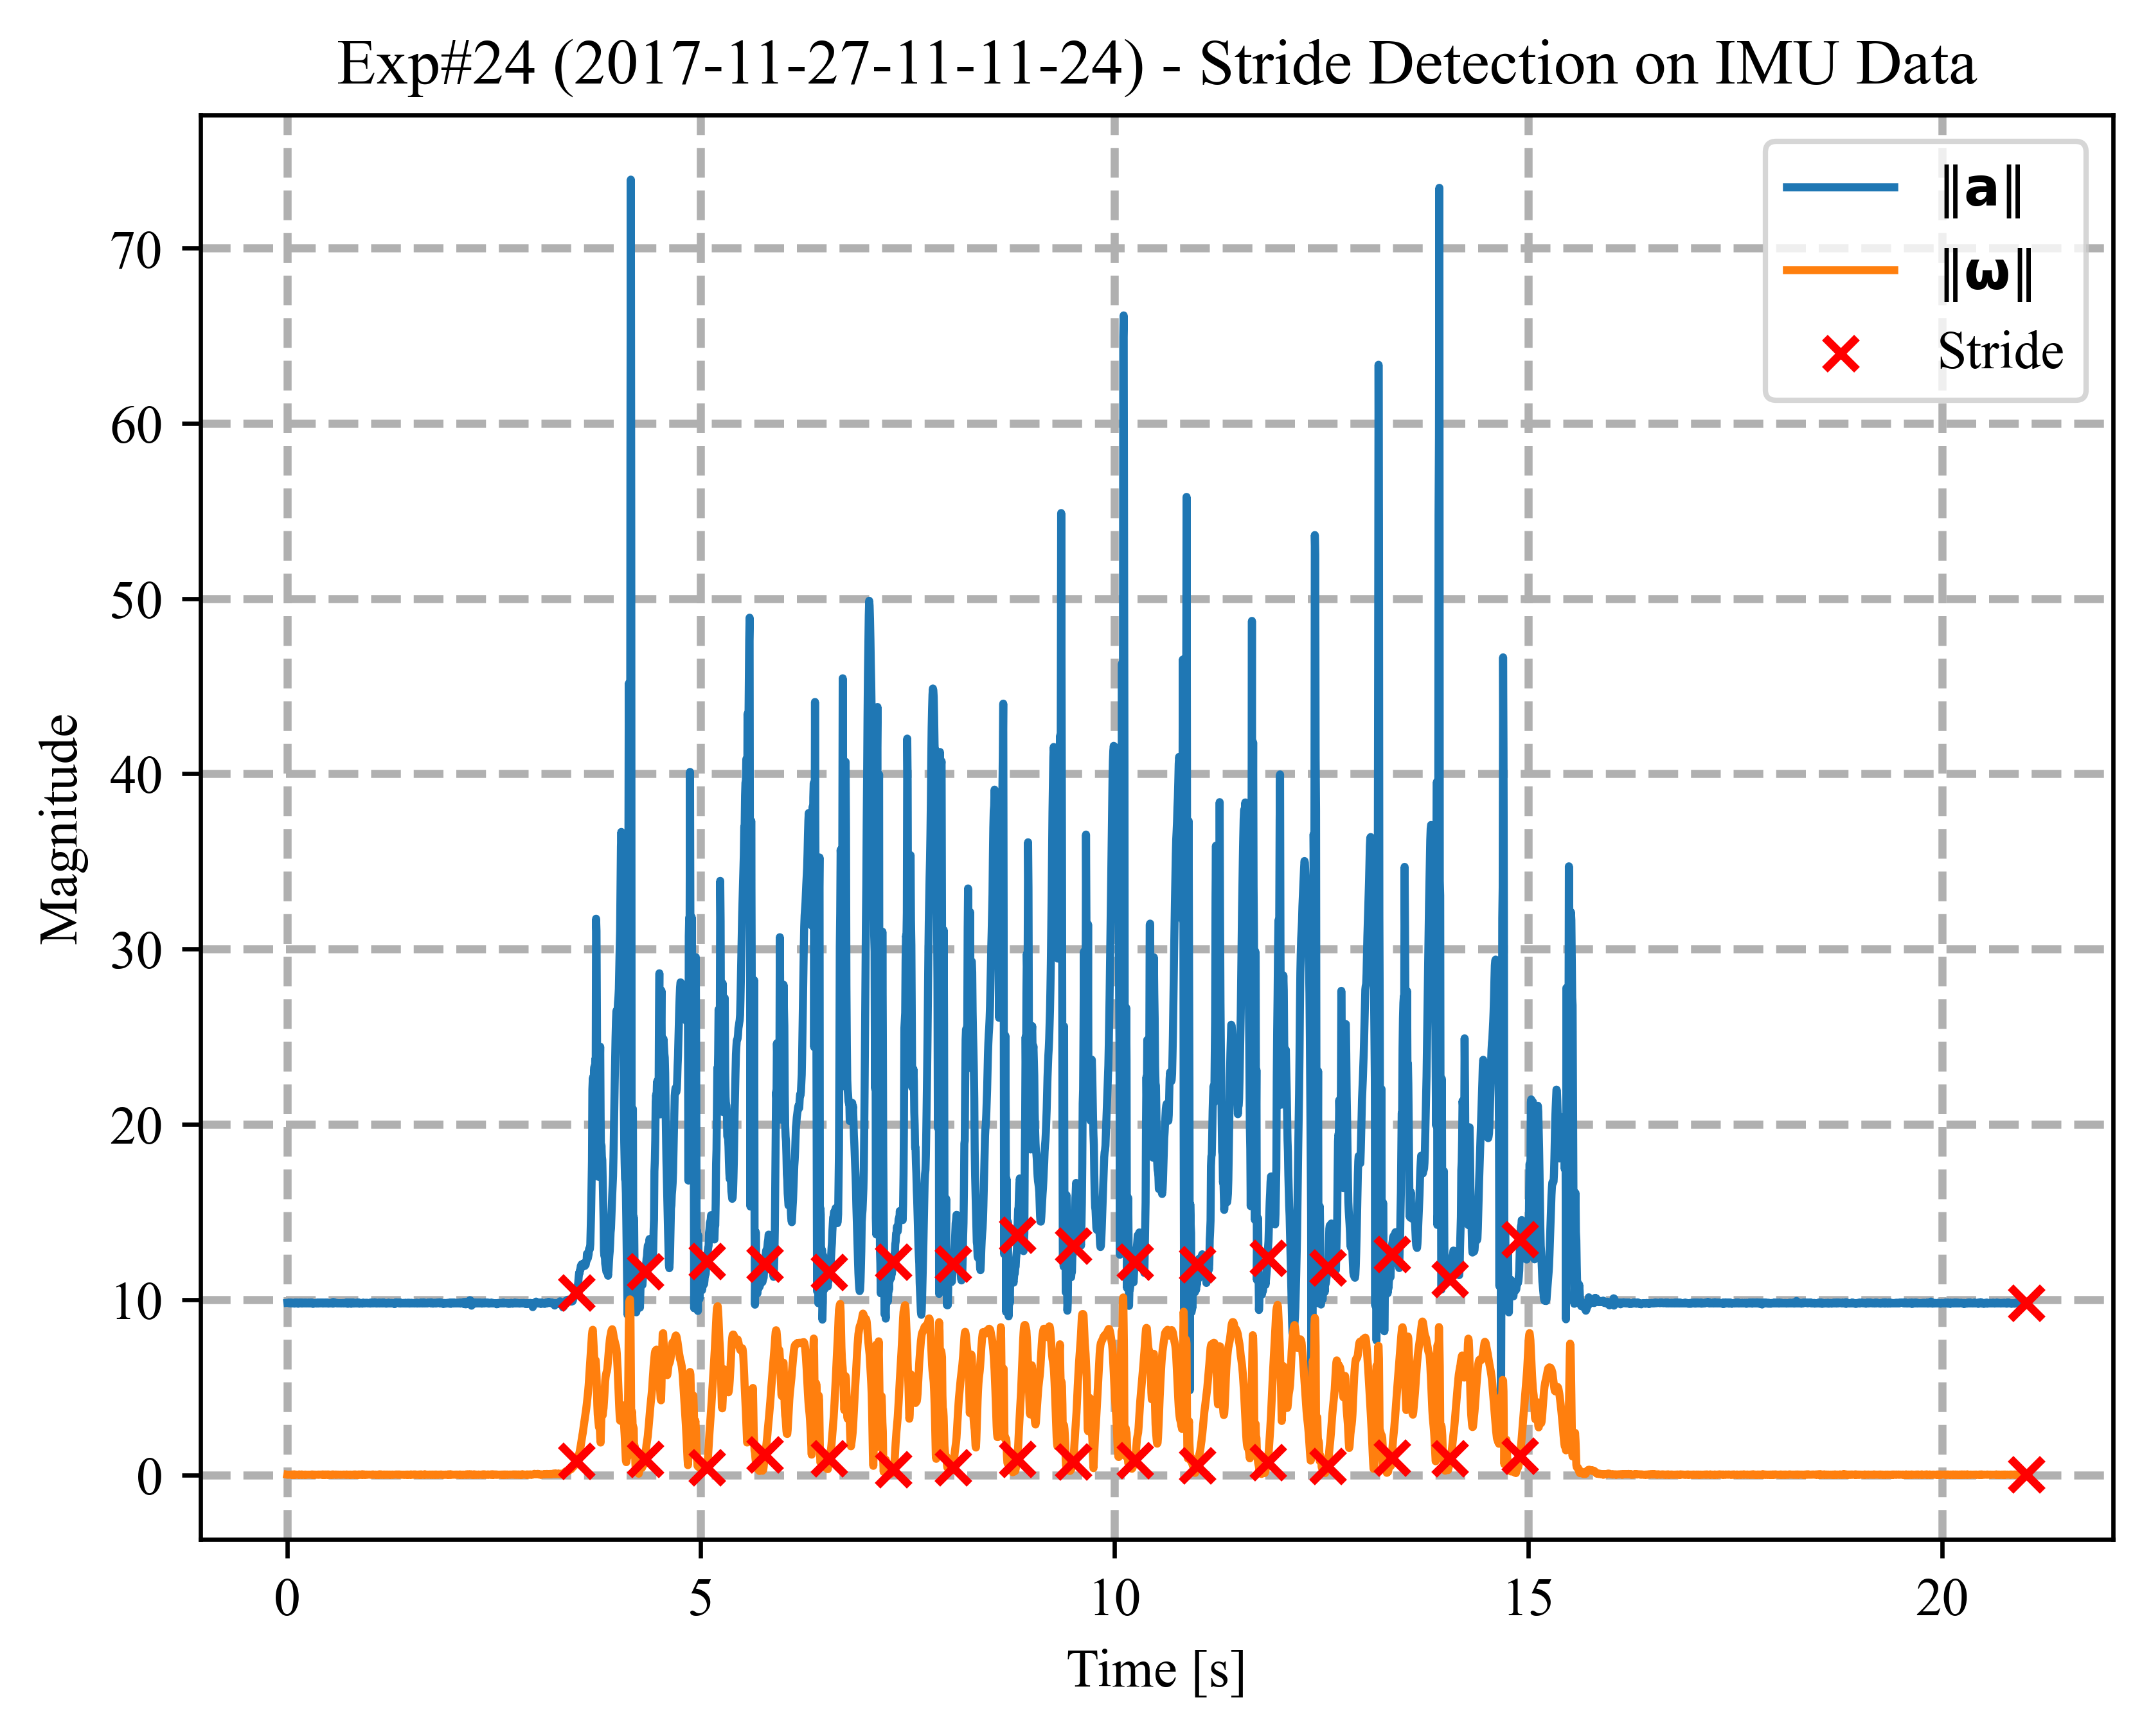 Exp#24 (2017-11-27-11-11-24) - Stride Detection on IMU Data
‖a‖
‖ω‖
Stride
Magnitude
70
60
50
40
30
20
10
0
0 5 10 15 20
Time [s]